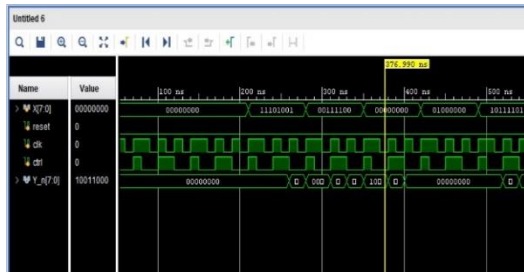 Untitled 6
376.990 ns
Name Value
100 ns 200 ns 300 ns 400 ns 500 ns
X[7:0] 00000000 00000000 11101001 00111100 00000000 01000000 10111101
reset 0
clk 0
ctrl 0
Y_n[7:0] 10011000 00000000 000 100 00000000